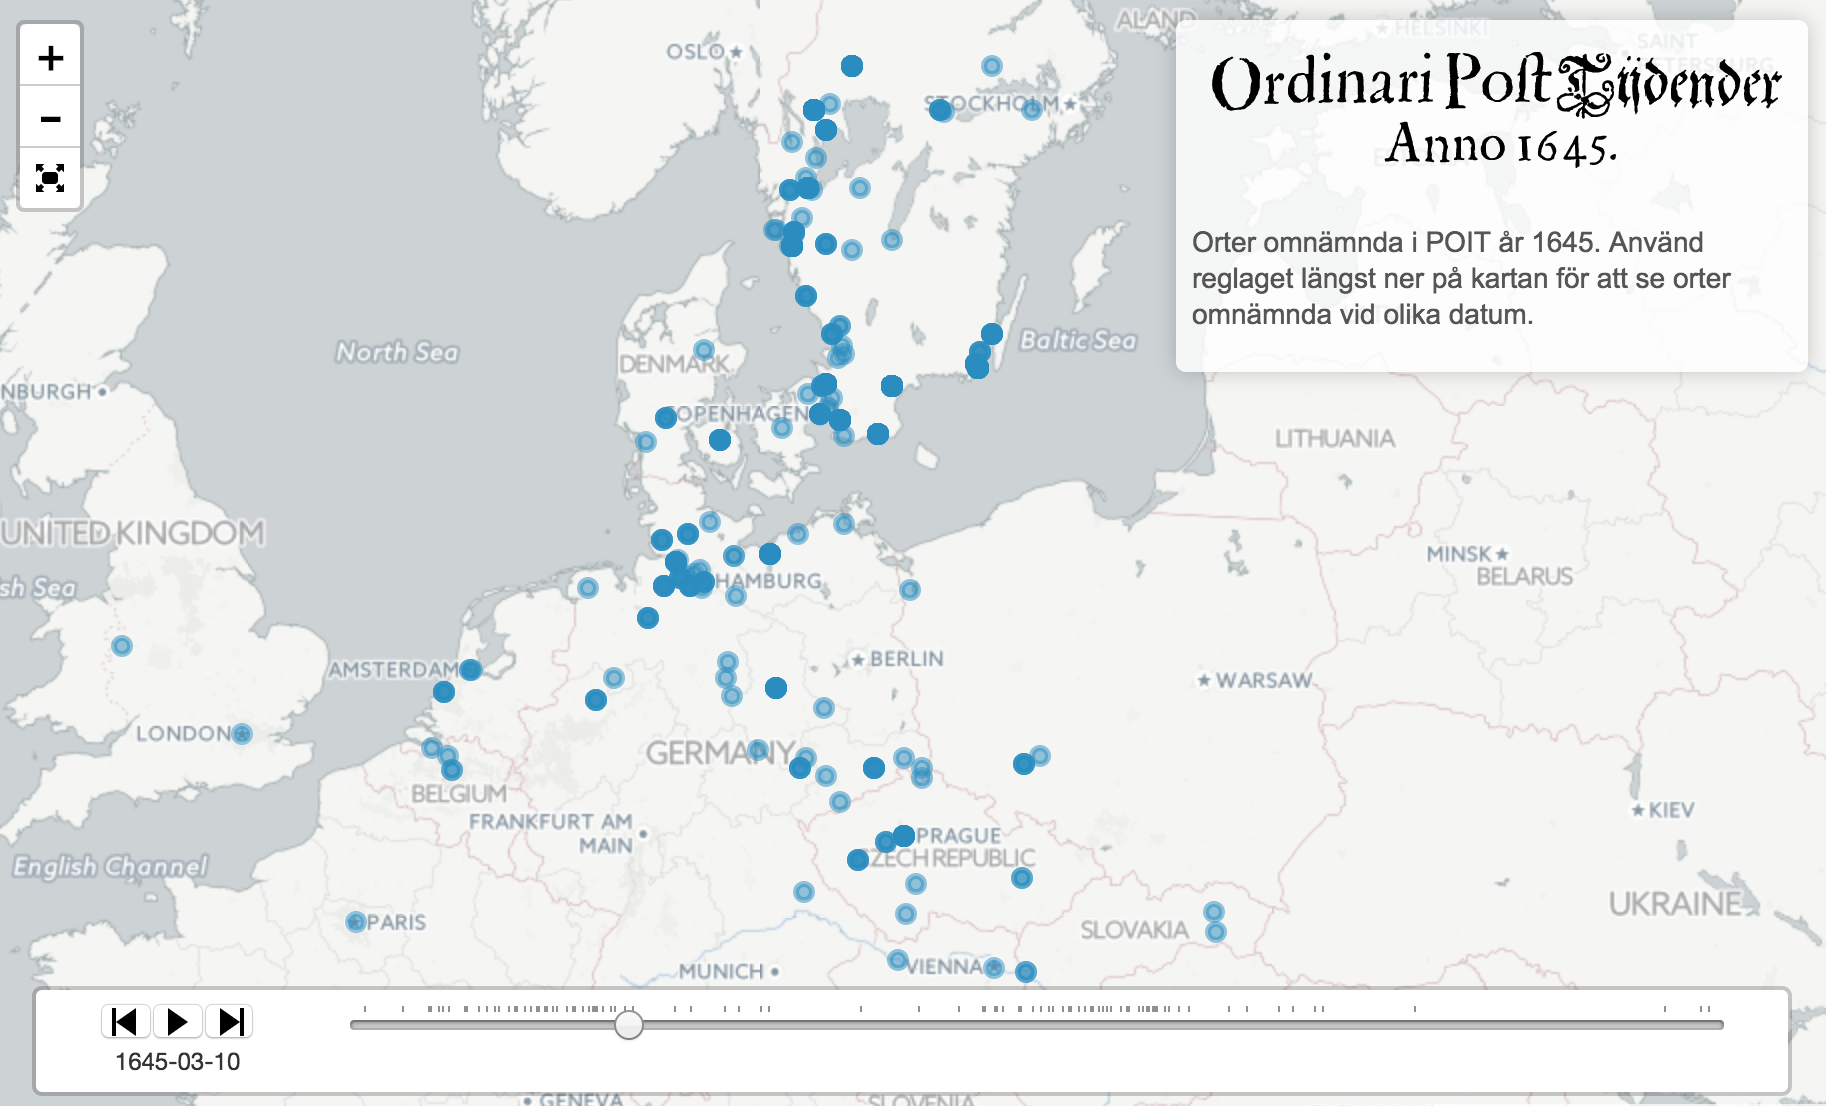 +
OSLO
ALAND
HELSINKI
SAINT
Ordinari Post Tijdender
STOCKHOLM
Anno 1645.
Orter omnämnda i POIT år 1645. Använd
reglaget längst ner på kartan för att se orter
omnämnda vid olika datum.
North Sea
Baltic Sea
DENMARK
NBURGH
OPENHAGEN
LITHUANIA
UNITED KINGDOM
MINSK
BELARUS
sh Sea
HAMBURG
AMSTERDAM
BERLIN
WARSAW
LONDON
GERMANY
BELGIUM
KIEV
FRANKFURT AM
MAIN
PRAGUE
CZECH REPUBLIC
English Channel
UKRAINE
PARIS
SLOVAKIA
MUNICH
VIENNA
1645-03-10
GENEVA
SLOVENIA